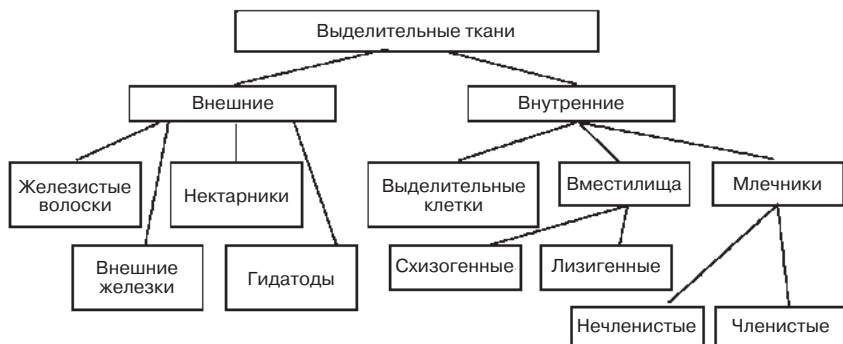 Выделительные ткани
Внешние
Внутренние
Железистые
волоски
Нектарники
Выделительные
клетки
Вместилища
Млечники
Внешние
железки
Гидатоды
Схизогенные
Лизигенные
Нечленистые
Членистые